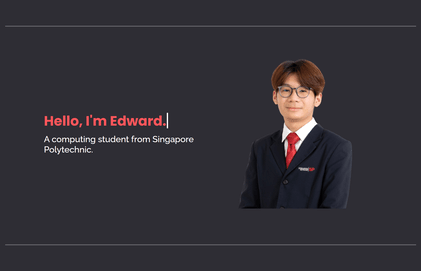 Hello, I'm Edward.
A computing student from Singapore
Polytechnic.